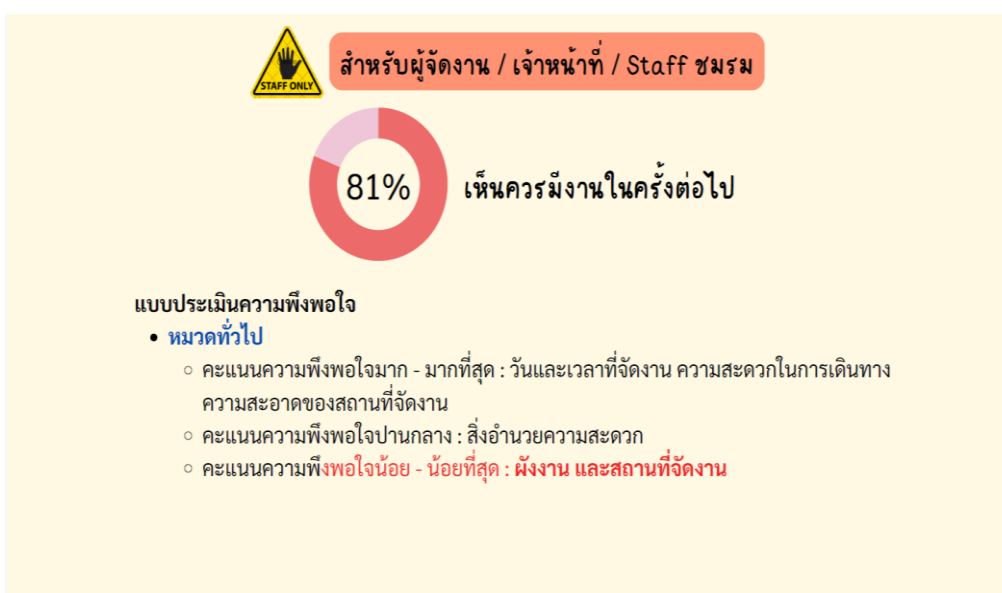 STAFF ONLY
สำหรับผู้จัดงาน / เจ้าหน้าที่ / Staff ชมรม
81%
เห็นควรมีงานในครั้งต่อไป
แบบประเมินความพึงพอใจ
• หมวดทั่วไป
○ คะแนนความพึงพอใจมาก - มากที่สุด : วันและเวลาที่จัดงาน ความสะดวกในการเดินทาง
ความสะอาดของสถานที่จัดงาน
○ คะแนนความพึงพอใจปานกลาง : สิ่งอำนวยความสะดวก
○ คะแนนความพึงพอใจน้อย - น้อยที่สุด : ผังงาน และสถานที่จัดงาน